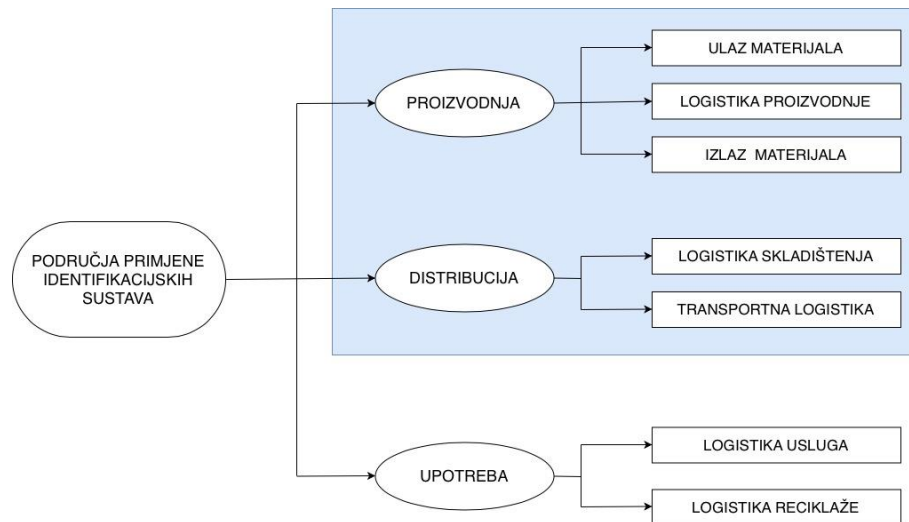 PODRUČJA PRIMJENE
IDENTIFIKACIJSKIH
SUSTAVA
PROIZVODNJA
ULAZ MATERIJALA
LOGISTIKA PROIZVODNJE
IZLAZ MATERIJALA
DISTRIBUCIJA
LOGISTIKA SKLADIŠTENJA
TRANSPORTNA LOGISTIKA
UPOTREBA
LOGISTIKA USLUGA
LOGISTIKA RECIKLAŽE